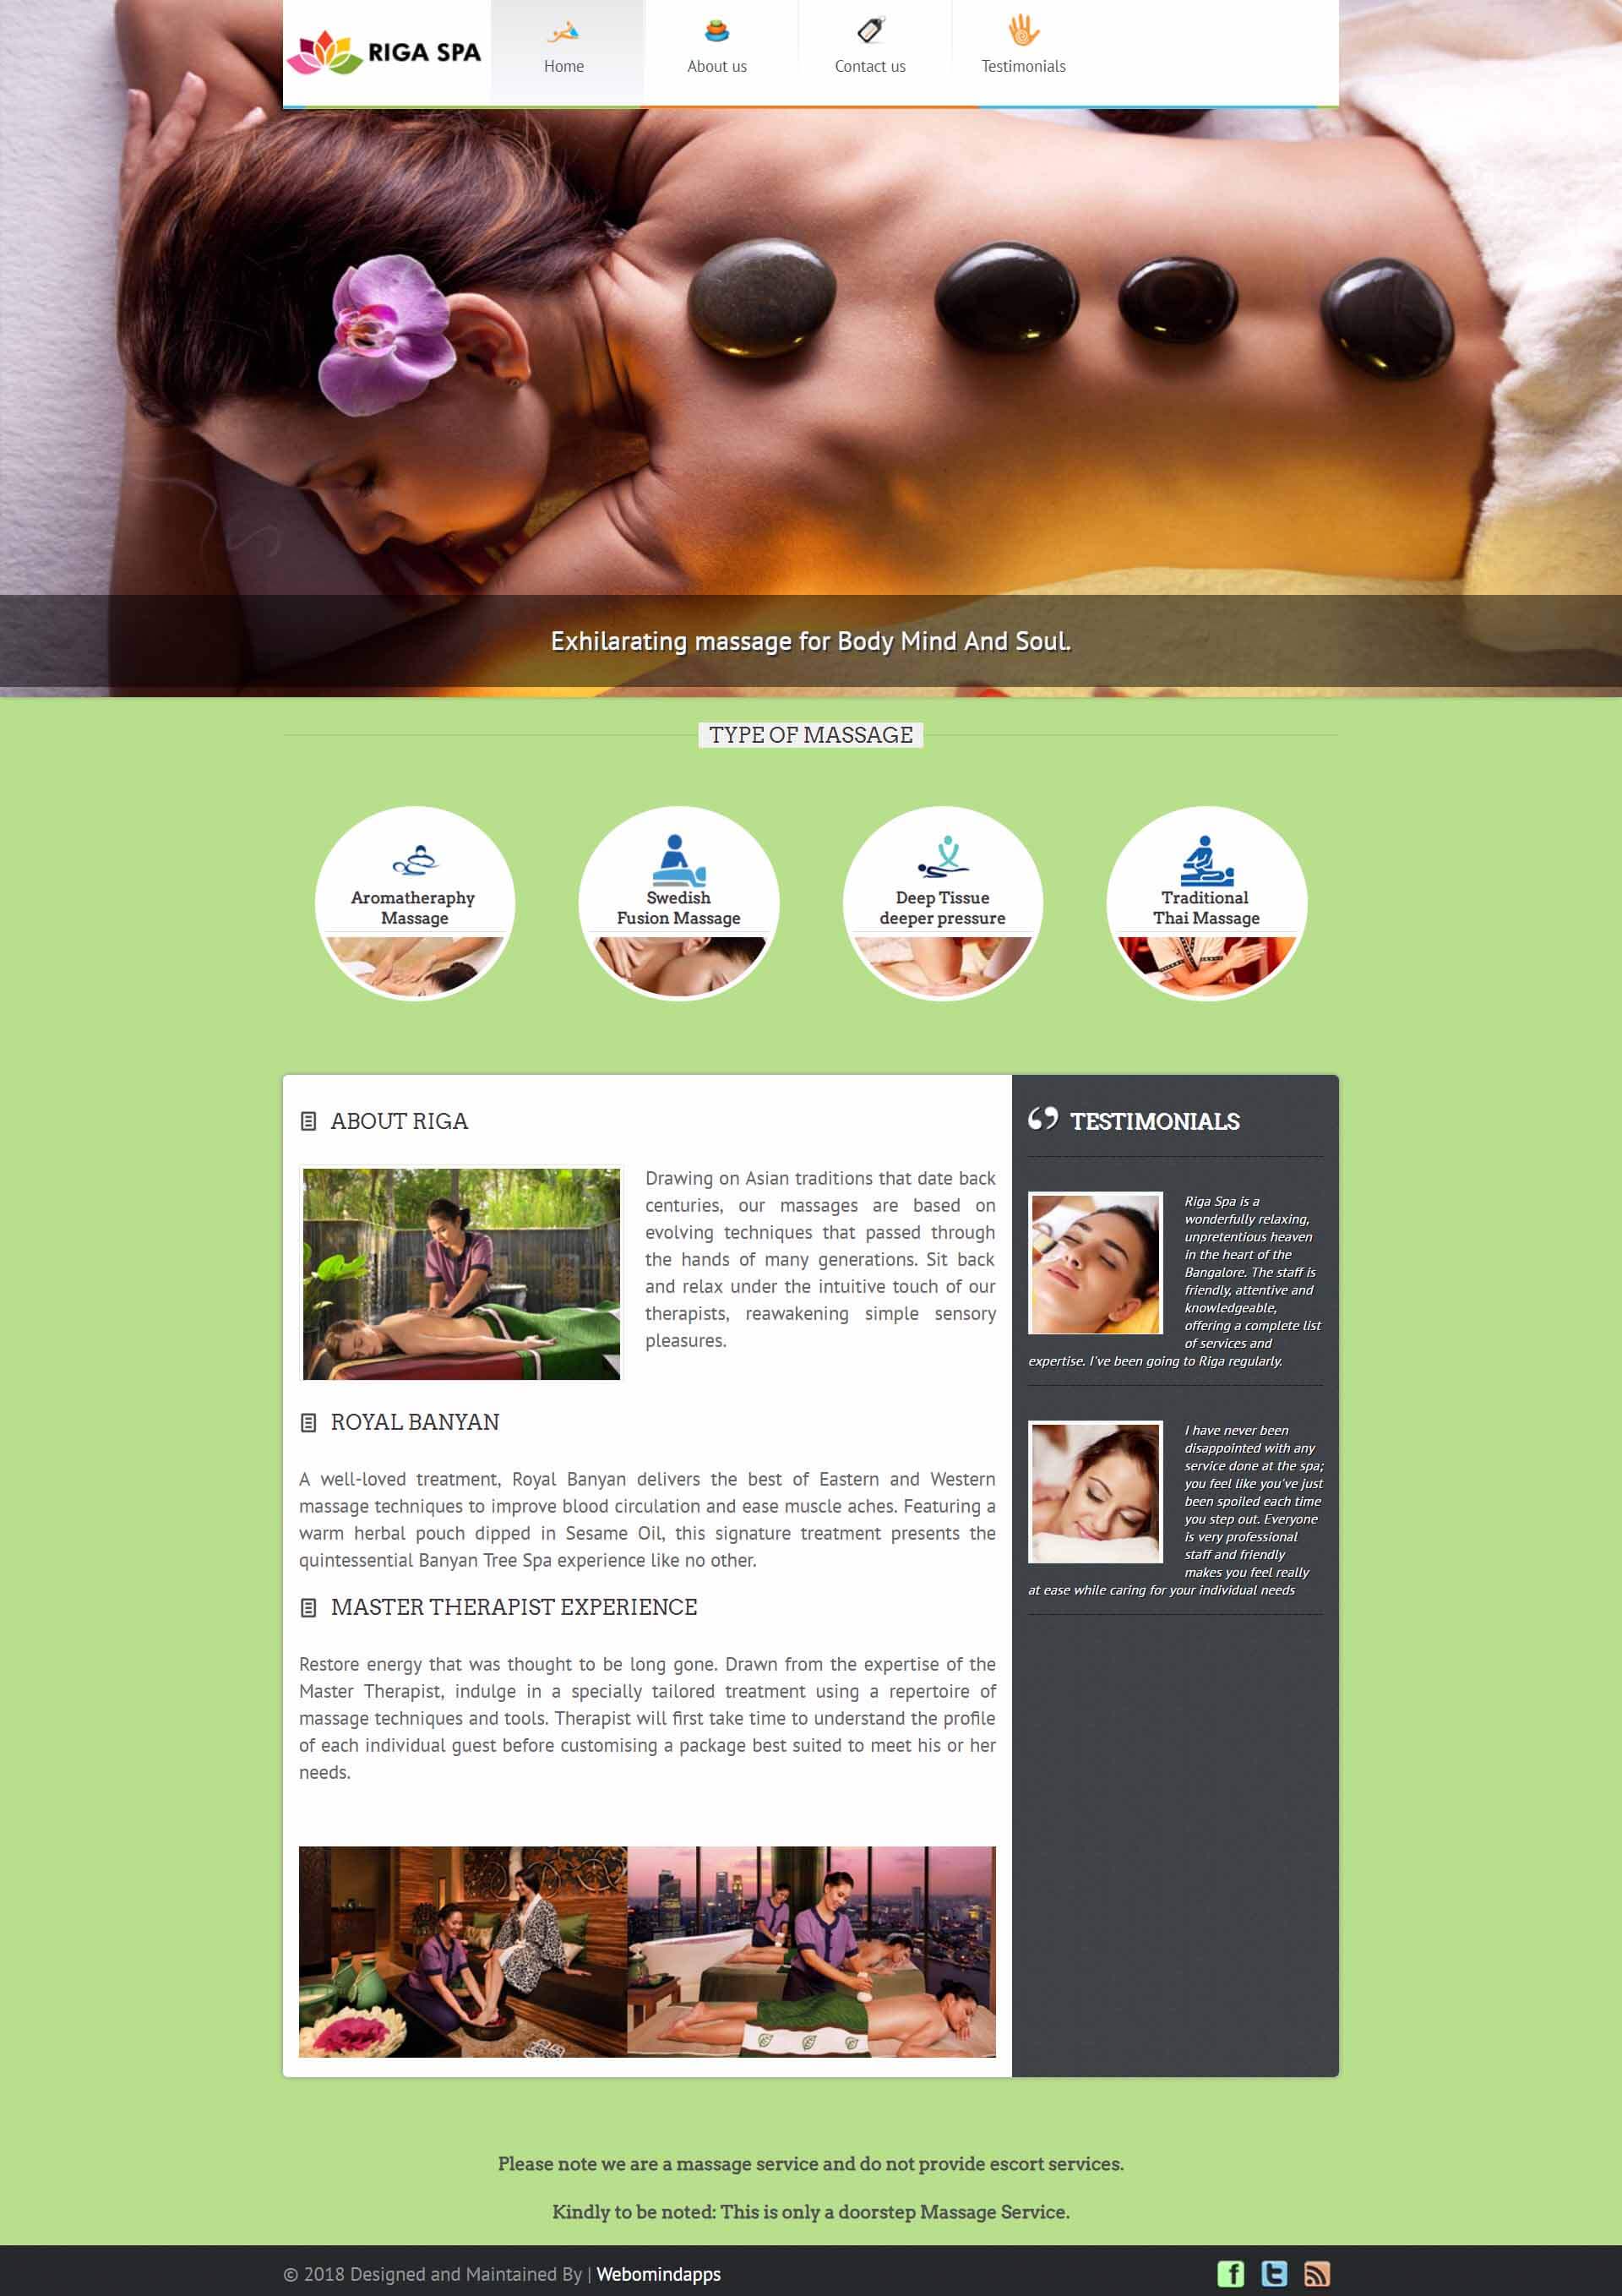 RIGA SPA
Home
About us
Contact us
Testimonials
Exhilarating massage for Body Mind And Soul.
TYPE OF MASSAGE
Aromatheraphy
Massage
Swedish
Fusion Massage
Deep Tissue
deeper pressure
Traditional
Thai Massage
ABOUT RIGA
Drawing on Asian traditions that date back
centuries, our massages are based on
evolving techniques that passed through
the hands of many generations. Sit back
and relax under the intuitive touch of our
therapists, reawakening simple sensory
pleasures.
ROYAL BANYAN
A well-loved treatment, Royal Banyan delivers the best of Eastern and Western
massage techniques to improve blood circulation and ease muscle aches. Featuring a
warm herbal pouch dipped in Sesame Oil, this signature treatment presents the
quintessential Banyan Tree Spa experience like no other.
MASTER THERAPIST EXPERIENCE
Restore energy that was thought to be long gone. Drawn from the expertise of the
Master Therapist, indulge in a specially tailored treatment using a repertoire of
massage techniques and tools. Therapist will first take time to understand the profile
of each individual guest before customising a package best suited to meet his or her
needs.
TESTIMONIALS
Riga Spa is a
wonderfully relaxing,
unpretentious heaven
in the heart of the
Bangalore. The staff is
friendly, attentive and
knowledgeable,
offering a complete list
of services and
expertise. I've been going to Riga regularly.
I have never been
disappointed with any
service done at the spa;
you feel like you've just
been spoiled each time
you step out. Everyone
is very professional
staff and friendly
makes you feel really
at ease while caring for your individual needs
Please note we are a massage service and do not provide escort services.
Kindly to be noted: This is only a doorstep Massage Service.
© 2018 Designed and Maintained By | Webomindapps